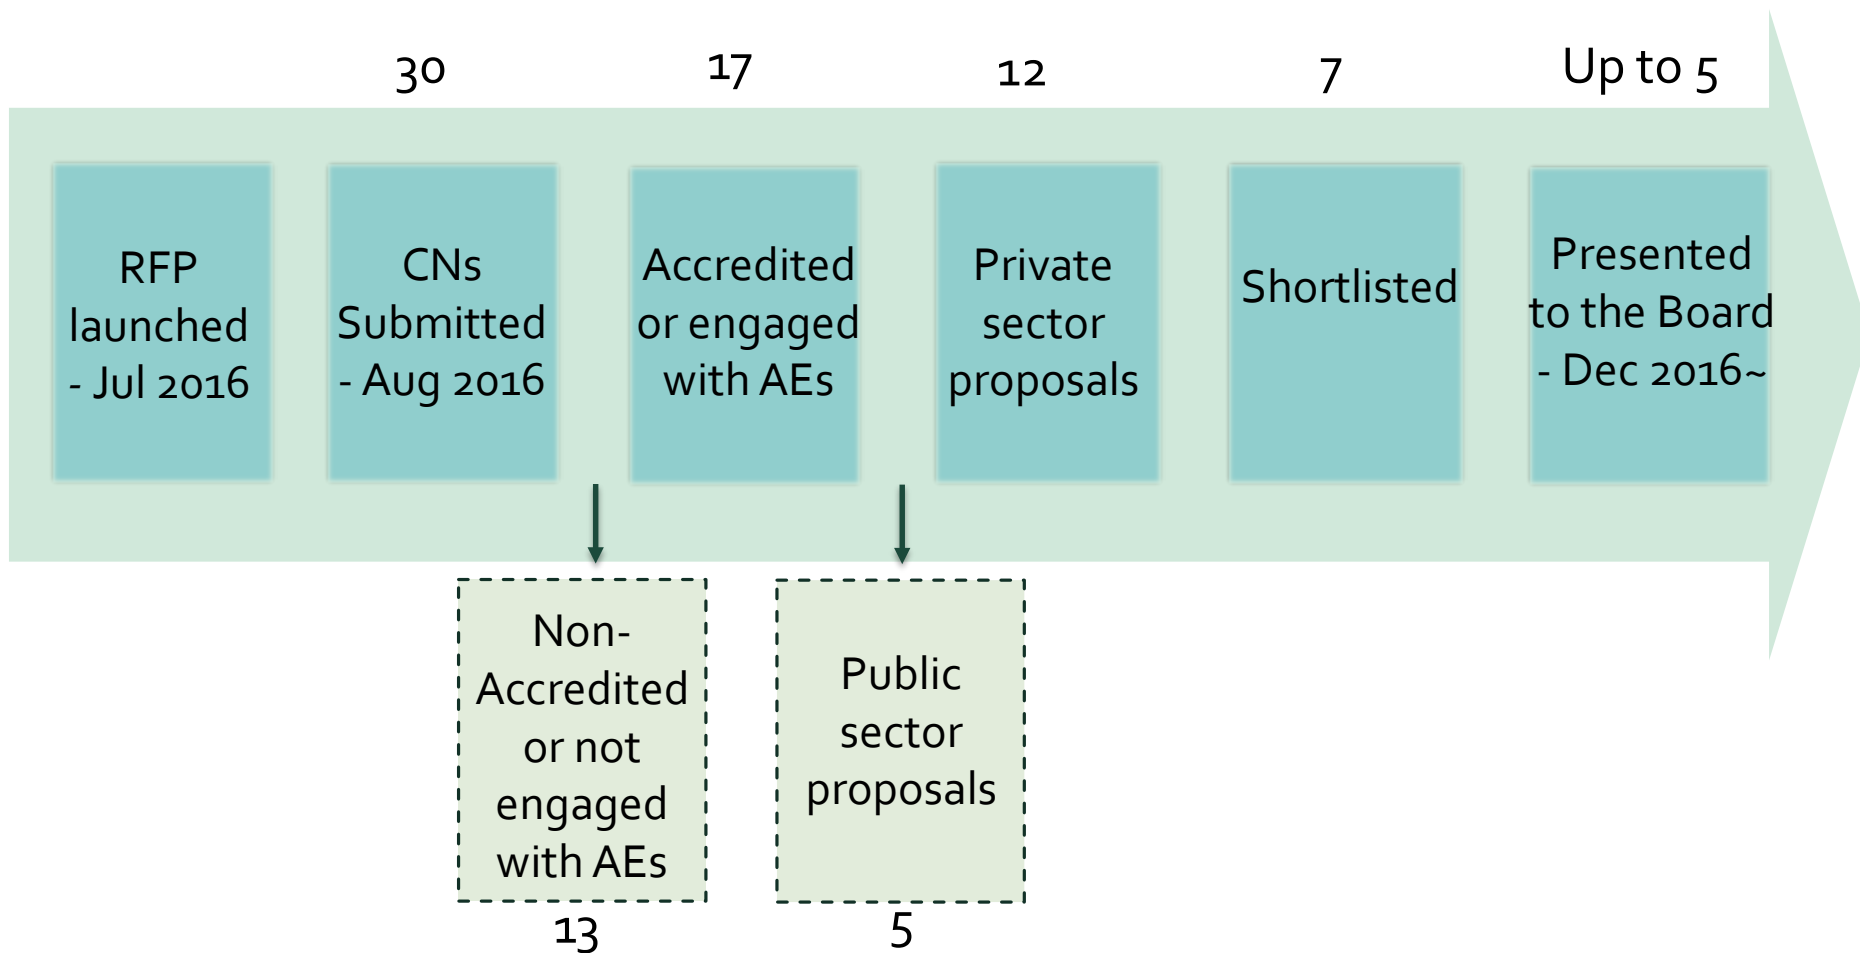 30
17
12
7
Up to 5
RFP
launched
- Jul 2016
CNs
Submitted
- Aug 2016
Accredited
or engaged
with AEs
Private
sector
proposals
Shortlisted
Presented
to the Board
- Dec 2016~
Non-
Accredited
or not
engaged
with AEs
13
Public
sector
proposals
5